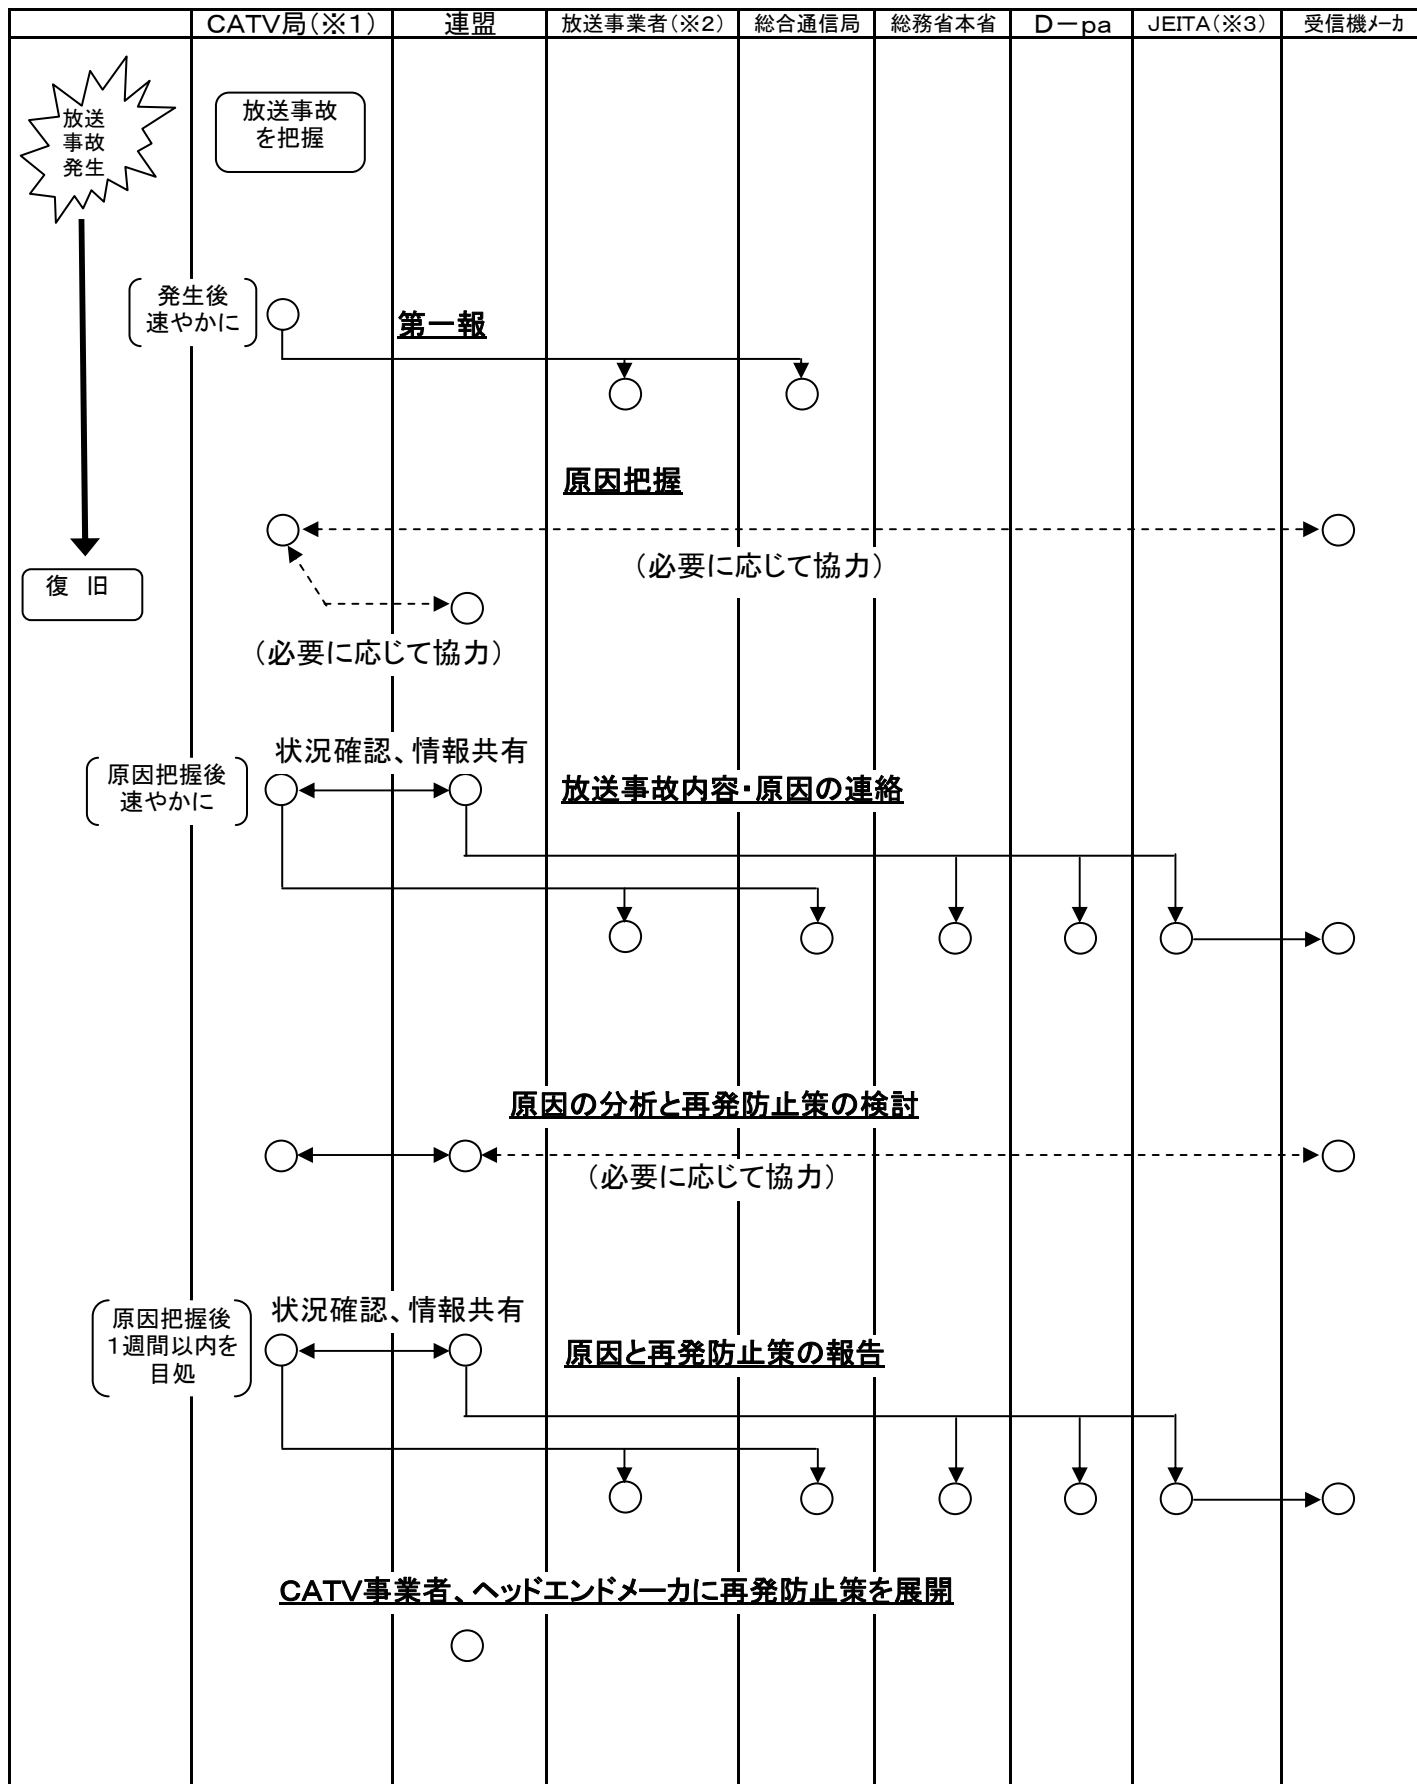 CATV局(※1) 連盟 放送事業者(※2) 総合通信局 総務省本省 D－pa JEITA(※3) 受信機ﾒｰｶ
放送
事故
発生
放送事故
を把握
発生後
速やかに
第一報
原因把握
（必要に応じて協力）
復 旧
（必要に応じて協力）
原因把握後
速やかに
状況確認、情報共有
放送事故内容・原因の連絡
原因の分析と再発防止策の検討
（必要に応じて協力）
原因把握後
1週間以内を
目処
状況確認、情報共有
原因と再発防止策の報告
CATV事業者、ヘッドエンドメーカに再発防止策を展開